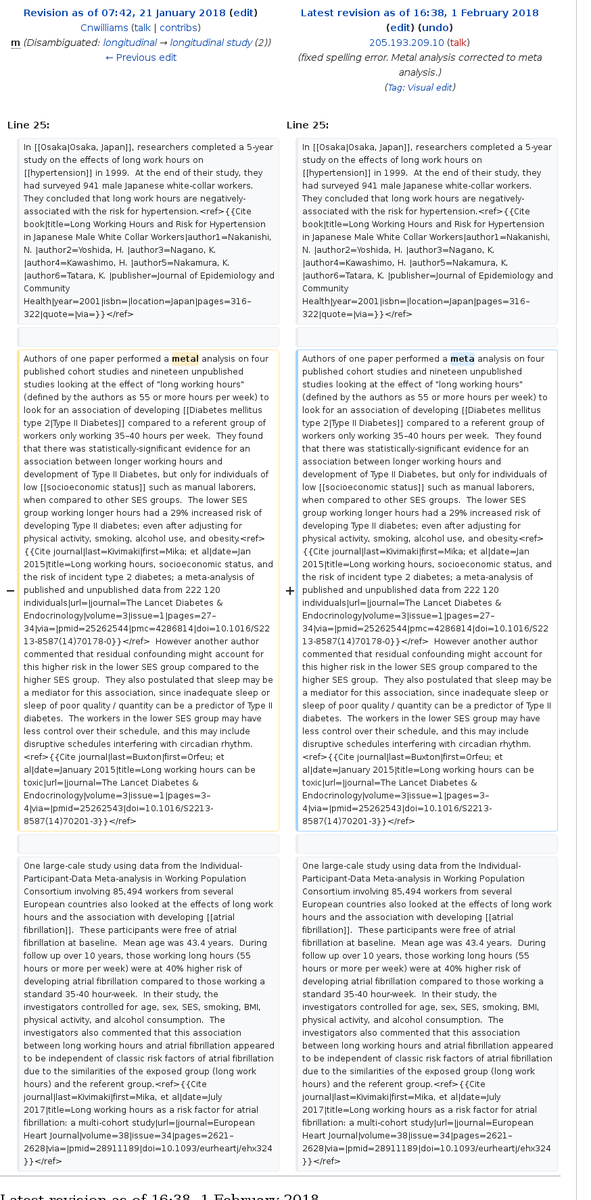 Revision as of 07:42, 21 January 2018 (edit)
Cnwilliams (talk | contribs)
m (Disambiguated: longitudinal → longitudinal study (2))
← Previous edit
Latest revision as of 16:38, 1 February 2018
(edit) (undo)
205.193.209.10 (talk)
(fixed spelling error. Metal analysis corrected to meta
analysis.)
(Tag: Visual edit)
Line 25:
In [[Osaka|Osaka, Japan]], researchers completed a 5-year
study on the effects of long work hours on
[[hypertension]] in 1999.  At the end of their study, they
had surveyed 941 male Japanese white-collar workers.
They concluded that long work hours are negatively-
associated with the risk for hypertension.<ref>{{Cite
book|title=Long Working Hours and Risk for Hypertension
in Japanese Male White Collar Workers|author1=Nakanishi,
N. |author2=Yoshida, H. |author3=Nagano, K.
|author4=Kawashimo, H. |author5=Nakamura, K.
|author6=Tatara, K. |publisher=Journal of Epidemiology and
Community
Health|year=2001|isbn=|location=Japan|pages=316–
322|quote=|via=}}</ref>
−
Authors of one paper performed a metal analysis on four
published cohort studies and nineteen unpublished
studies looking at the effect of "long working hours"
(defined by the authors as 55 or more hours per week) to
look for an association of developing [[Diabetes mellitus
type 2|Type II Diabetes]] compared to a referent group of
workers only working 35–40 hours per week.  They found
that there was statistically-significant evidence for an
association between longer working hours and
development of Type II Diabetes, but only for individuals of
low [[socioeconomic status]] such as manual laborers,
when compared to other SES groups.  The lower SES
group working longer hours had a 29% increased risk of
developing Type II diabetes; even after adjusting for
physical activity, smoking, alcohol use, and obesity.<ref>
{{Cite journal|last=Kivimaki|first=Mika; et al|date=Jan
2015|title=Long working hours, socioeconomic status, and
the risk of incident type 2 diabetes; a meta-analysis of
published and unpublished data from 222 120
individuals|url=|journal=The Lancet Diabetes &
Endocrinology|volume=3|issue=1|pages=27–
34|via=|pmid=25262544|pmc=4286814|doi=10.1016/S22
13-8587(14)70178-0}}</ref>  However another author
commented that residual confounding might account for
this higher risk in the lower SES group compared to the
higher SES group.  They also postulated that sleep may be
a mediator for this association, since inadequate sleep or
sleep of poor quality / quantity can be a predictor of Type II
diabetes.  The workers in the lower SES group may have
less control over their schedule, and this may include
disruptive schedules interfering with circadian rhythm.
<ref>{{Cite journal|last=Buxton|first=Orfeu; et
al|date=January 2015|title=Long working hours can be
toxic|url=|journal=The Lancet Diabetes &
Endocrinology|volume=3|issue=1|pages=3–
4|via=|pmid=25262543|doi=10.1016/S2213-
8587(14)70201-3}}</ref>
One large-cale study using data from the Individual-
Participant-Data Meta-analysis in Working Population
Consortium involving 85,494 workers from several
European countries also looked at the effects of long work
hours and the association with developing [[atrial
fibrillation]].  These participants were free of atrial
fibrillation at baseline.  Mean age was 43.4 years.  During
follow up over 10 years, those working long hours (55
hours or more per week) were at 40% higher risk of
developing atrial fibrillation compared to those working a
standard 35-40 hour-week.  In their study, the
investigators controlled for age, sex, SES, smoking, BMI,
physical activity, and alcohol consumption.  The
investigators also commented that this association
between long working hours and atrial fibrillation appeared
to be independent of classic risk factors of atrial fibrillation
due to the similarities of the exposed group (long work
hours) and the referent group.<ref>{{Cite
journal|last=Kivimaki|first=Mika, et al|date=July
2017|title=Long working hours as a risk factor for atrial
fibrillation: a multi-cohort study|url=|journal=European
Heart Journal|volume=38|issue=34|pages=2621–
2628|via=|pmid=28911189|doi=10.1093/eurheartj/ehx324
}}</ref>
Line 25:
In [[Osaka|Osaka, Japan]], researchers completed a 5-year
study on the effects of long work hours on
[[hypertension]] in 1999.  At the end of their study, they
had surveyed 941 male Japanese white-collar workers.
They concluded that long work hours are negatively-
associated with the risk for hypertension.<ref>{{Cite
book|title=Long Working Hours and Risk for Hypertension
in Japanese Male White Collar Workers|author1=Nakanishi,
N. |author2=Yoshida, H. |author3=Nagano, K.
|author4=Kawashimo, H. |author5=Nakamura, K.
|author6=Tatara, K. |publisher=Journal of Epidemiology and
Community
Health|year=2001|isbn=|location=Japan|pages=316–
322|quote=|via=}}</ref>
+
Authors of one paper performed a meta analysis on four
published cohort studies and nineteen unpublished
studies looking at the effect of "long working hours"
(defined by the authors as 55 or more hours per week) to
look for an association of developing [[Diabetes mellitus
type 2|Type II Diabetes]] compared to a referent group of
workers only working 35–40 hours per week.  They found
that there was statistically-significant evidence for an
association between longer working hours and
development of Type II Diabetes, but only for individuals of
low [[socioeconomic status]] such as manual laborers,
when compared to other SES groups.  The lower SES
group working longer hours had a 29% increased risk of
developing Type II diabetes; even after adjusting for
physical activity, smoking, alcohol use, and obesity.<ref>
{{Cite journal|last=Kivimaki|first=Mika; et al|date=Jan
2015|title=Long working hours, socioeconomic status, and
the risk of incident type 2 diabetes; a meta-analysis of
published and unpublished data from 222 120
individuals|url=|journal=The Lancet Diabetes &
Endocrinology|volume=3|issue=1|pages=27–
34|via=|pmid=25262544|pmc=4286814|doi=10.1016/S22
13-8587(14)70178-0}}</ref>  However another author
commented that residual confounding might account for
this higher risk in the lower SES group compared to the
higher SES group.  They also postulated that sleep may be
a mediator for this association, since inadequate sleep or
sleep of poor quality / quantity can be a predictor of Type II
diabetes.  The workers in the lower SES group may have
less control over their schedule, and this may include
disruptive schedules interfering with circadian rhythm.
<ref>{{Cite journal|last=Buxton|first=Orfeu; et
al|date=January 2015|title=Long working hours can be
toxic|url=|journal=The Lancet Diabetes &
Endocrinology|volume=3|issue=1|pages=3–
4|via=|pmid=25262543|doi=10.1016/S2213-
8587(14)70201-3}}</ref>
One large-cale study using data from the Individual-
Participant-Data Meta-analysis in Working Population
Consortium involving 85,494 workers from several
European countries also looked at the effects of long work
hours and the association with developing [[atrial
fibrillation]].  These participants were free of atrial
fibrillation at baseline.  Mean age was 43.4 years.  During
follow up over 10 years, those working long hours (55
hours or more per week) were at 40% higher risk of
developing atrial fibrillation compared to those working a
standard 35-40 hour-week.  In their study, the
investigators controlled for age, sex, SES, smoking, BMI,
physical activity, and alcohol consumption.  The
investigators also commented that this association
between long working hours and atrial fibrillation appeared
to be independent of classic risk factors of atrial fibrillation
due to the similarities of the exposed group (long work
hours) and the referent group.<ref>{{Cite
journal|last=Kivimaki|first=Mika, et al|date=July
2017|title=Long working hours as a risk factor for atrial
fibrillation: a multi-cohort study|url=|journal=European
Heart Journal|volume=38|issue=34|pages=2621–
2628|via=|pmid=28911189|doi=10.1093/eurheartj/ehx324
}}</ref>
Latest revision as of 16:38, 1 February 2018